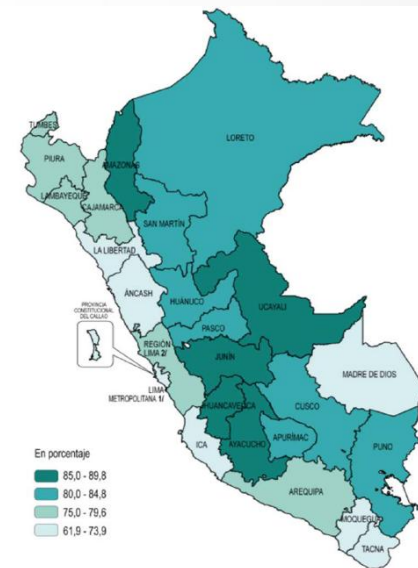 TUMBES
PIURA
LAMBAYEQUE
CAJAMARCA
AMAZONAS
LORETO
SAN MARTÍN
LA LIBERTAD
ÁNCASH
HUÁNUCO
UCAYALI
PASCO
PROVINCIA
CONSTITUCIONAL
DEL CALLAO
REGIÓN
LIMA 2/
JUNÍN
LIMA
METROPOLITANA 1/
MADRE DE DIOS
HUANCAVELICA
CUSCO
ICA
AYACUCHO
APURÍMAC
PUNO
AREQUIPA
MOQUEGUA
TACNA
En porcentaje
85,0 - 89,8
80,0 - 84,8
75,0 - 79,6
61,9 - 73,9